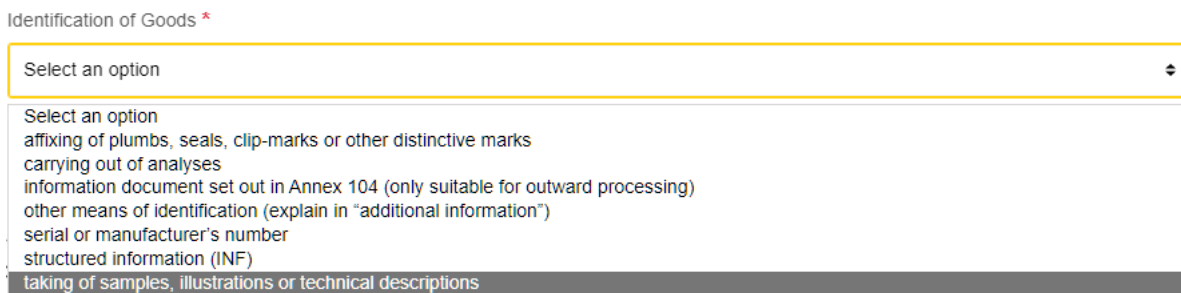 Identification of Goods *
Select an option
Select an option
affixing of plumbs, seals, clip-marks or other distinctive marks
carrying out of analyses
information document set out in Annex 104 (only suitable for outward processing)
other means of identification (explain in “additional information”)
serial or manufacturer’s number
structured information (INF)
taking of samples, illustrations or technical descriptions